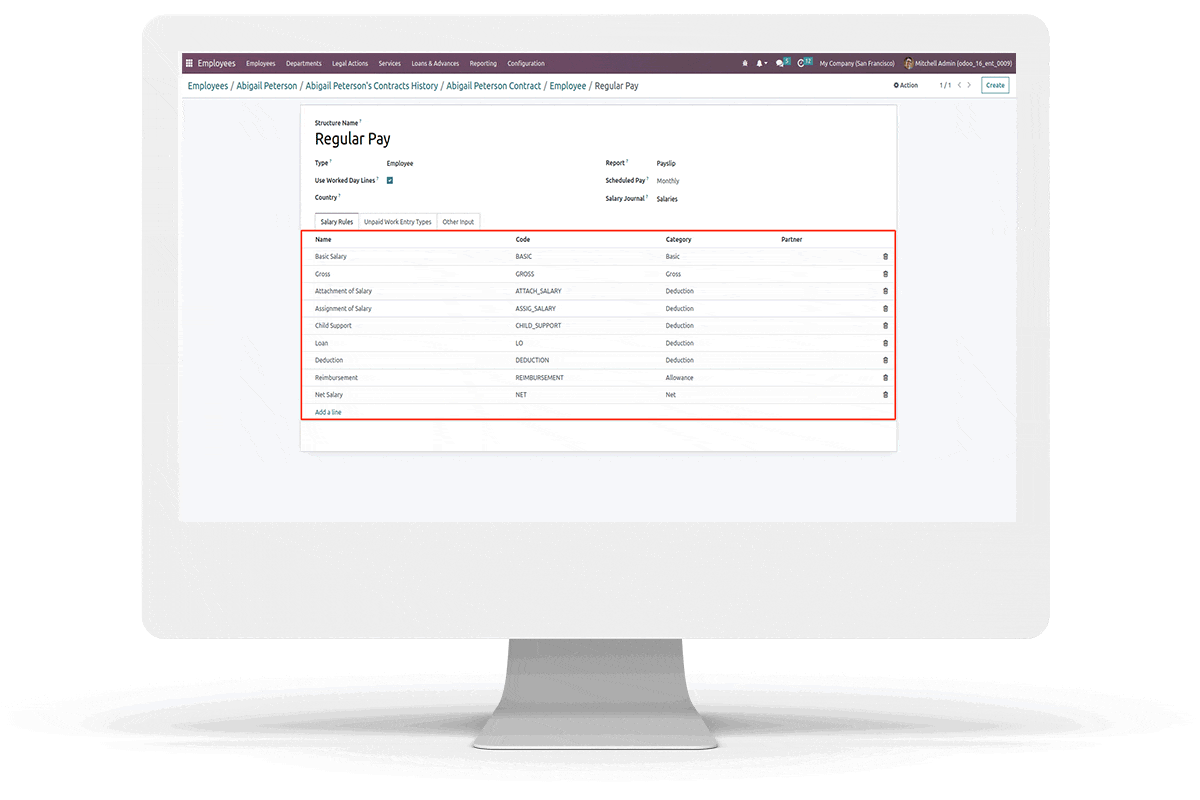 Employees Employees Departments Legal Actions Services Loans & Advances Reporting Configuration 5 12 My Company (San Francisco) Mitchell Admin (odoo_16_ent_0009)
Employees / Abigail Peterson / Abigail Peterson's Contracts History / Abigail Peterson Contract / Employee / Regular Pay Action 1 / 1 Create
Structure Name ?
Regular Pay
Type ? Employee Report ? Payslip
Use Worked Day Lines ? Scheduled Pay ? Monthly
Country ? Salary Journal ? Salaries
Salary Rules Unpaid Work Entry Types Other Input
Name Code Category Partner
Basic Salary BASIC Basic
Gross GROSS Gross
Attachment of Salary ATTACH_SALARY Deduction
Assignment of Salary ASSIG_SALARY Deduction
Child Support CHILD_SUPPORT Deduction
Loan LO Deduction
Deduction DEDUCTION Deduction
Reimbursement REIMBURSEMENT Allowance
Net Salary NET Net
Add a line